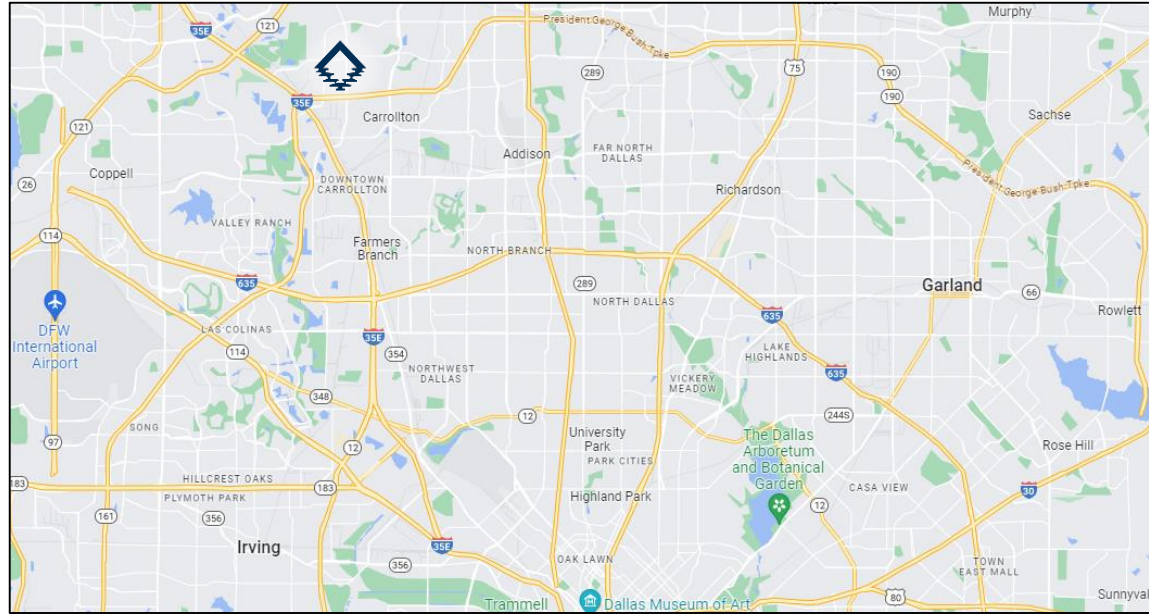 Murphy
President George Bush Tpke
121
35E
121
289
75
190
190
35E
Carrollton
Sachse
121
Addison
FAR NORTH
DALLAS
Coppell
26
DOWNTOWN
CARROLLTON
Richardson
President George Bush Tpke
VALLEY RANCH
114
Farmers
Branch
NORTH BRANCH
635
289
Garland
66
NORTH DALLAS
DFW
International
Airport
Rowlett
635
LAS COLINAS
35E
114
354
LAKE
HIGHLANDS
NORTHWEST
DALLAS
635
VICKERY
MEADOW
348
12
244S
SONG
97
12
University
Park
The Dallas
Arboretum
and Botanical
Garden
Rose Hill
PARK CITIES
183
HILLCREST OAKS
183
PLYMOTH PARK
Highland Park
CASA VIEW
30
161
356
12
Irving
35E
356
OAK LAWN
TOWN
EAST MALL
80
Sunnyval
Trammell
Dallas Museum of Art